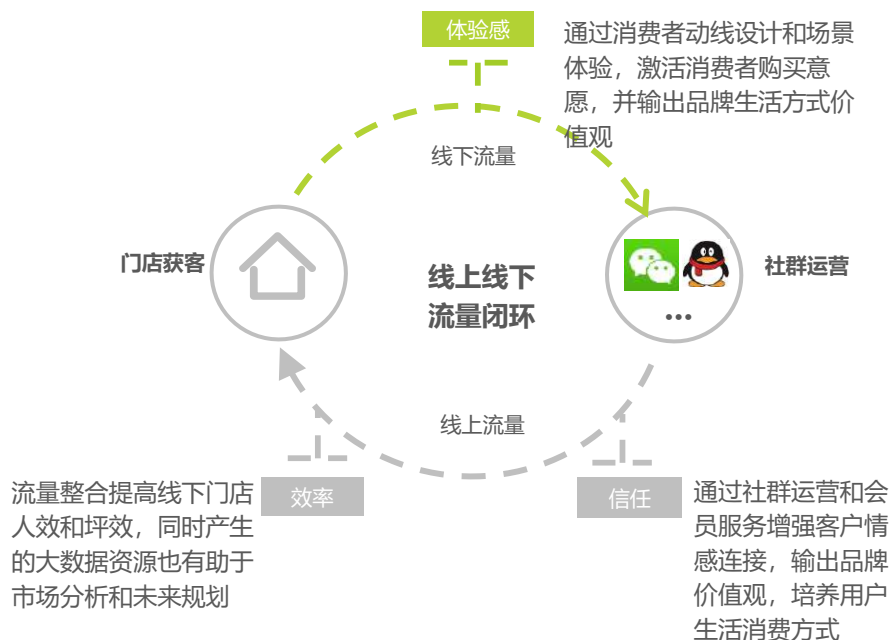 体验感
通过消费者动线设计和场景
体验，激活消费者购买意
愿，并输出品牌生活方式价
值观
线下流量
门店获客
线上线下
流量闭环
社群运营
...
线上流量
效率
流量整合提高线下门店
人效和坪效，同时产生
的大数据资源也有助于
市场分析和未来规划
信任
通过社群运营和会
员服务增强客户情
感连接，输出品牌
价值观，培养用户
生活消费方式